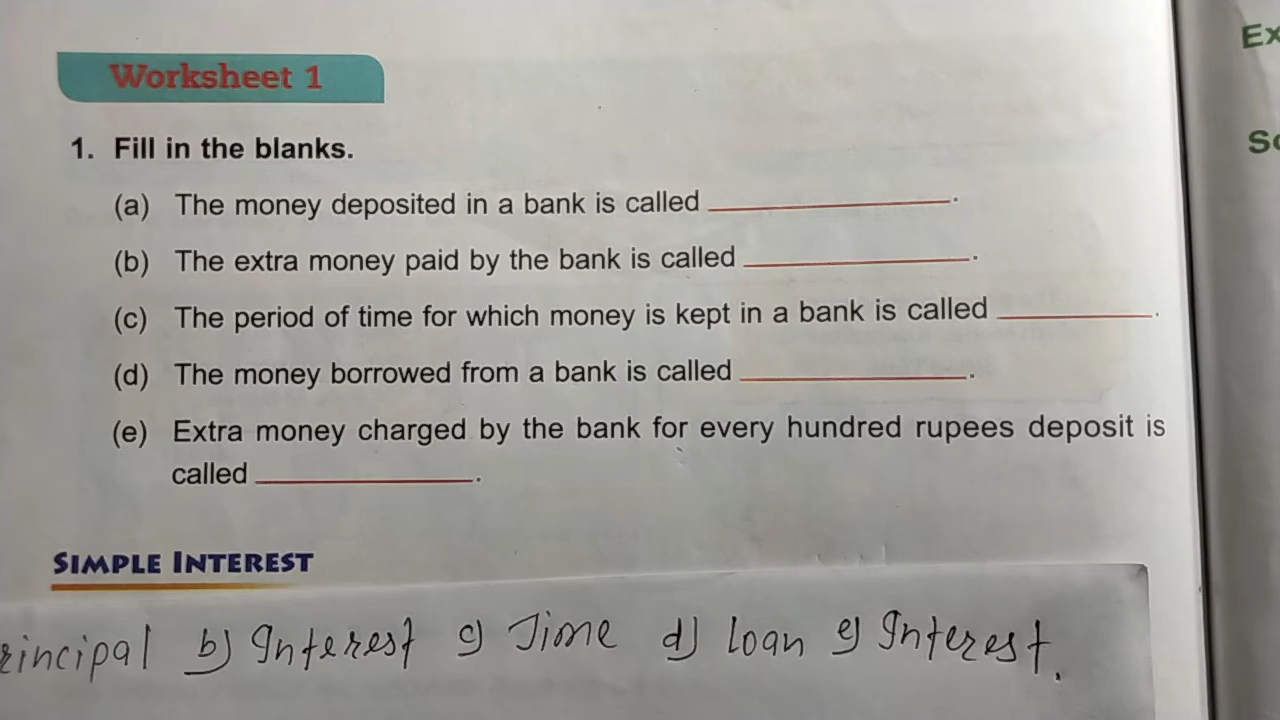 Worksheet 1
1. Fill in the blanks.
(a) The money deposited in a bank is called ____________.
(b) The extra money paid by the bank is called ____________.
(c) The period of time for which money is kept in a bank is called ________.
(d) The money borrowed from a bank is called ____________.
(e) Extra money charged by the bank for every hundred rupees deposit is
called ____________.
SIMPLE INTEREST
rincipal b) Interest c) Time d) Loan e) Interest.
Ex
So